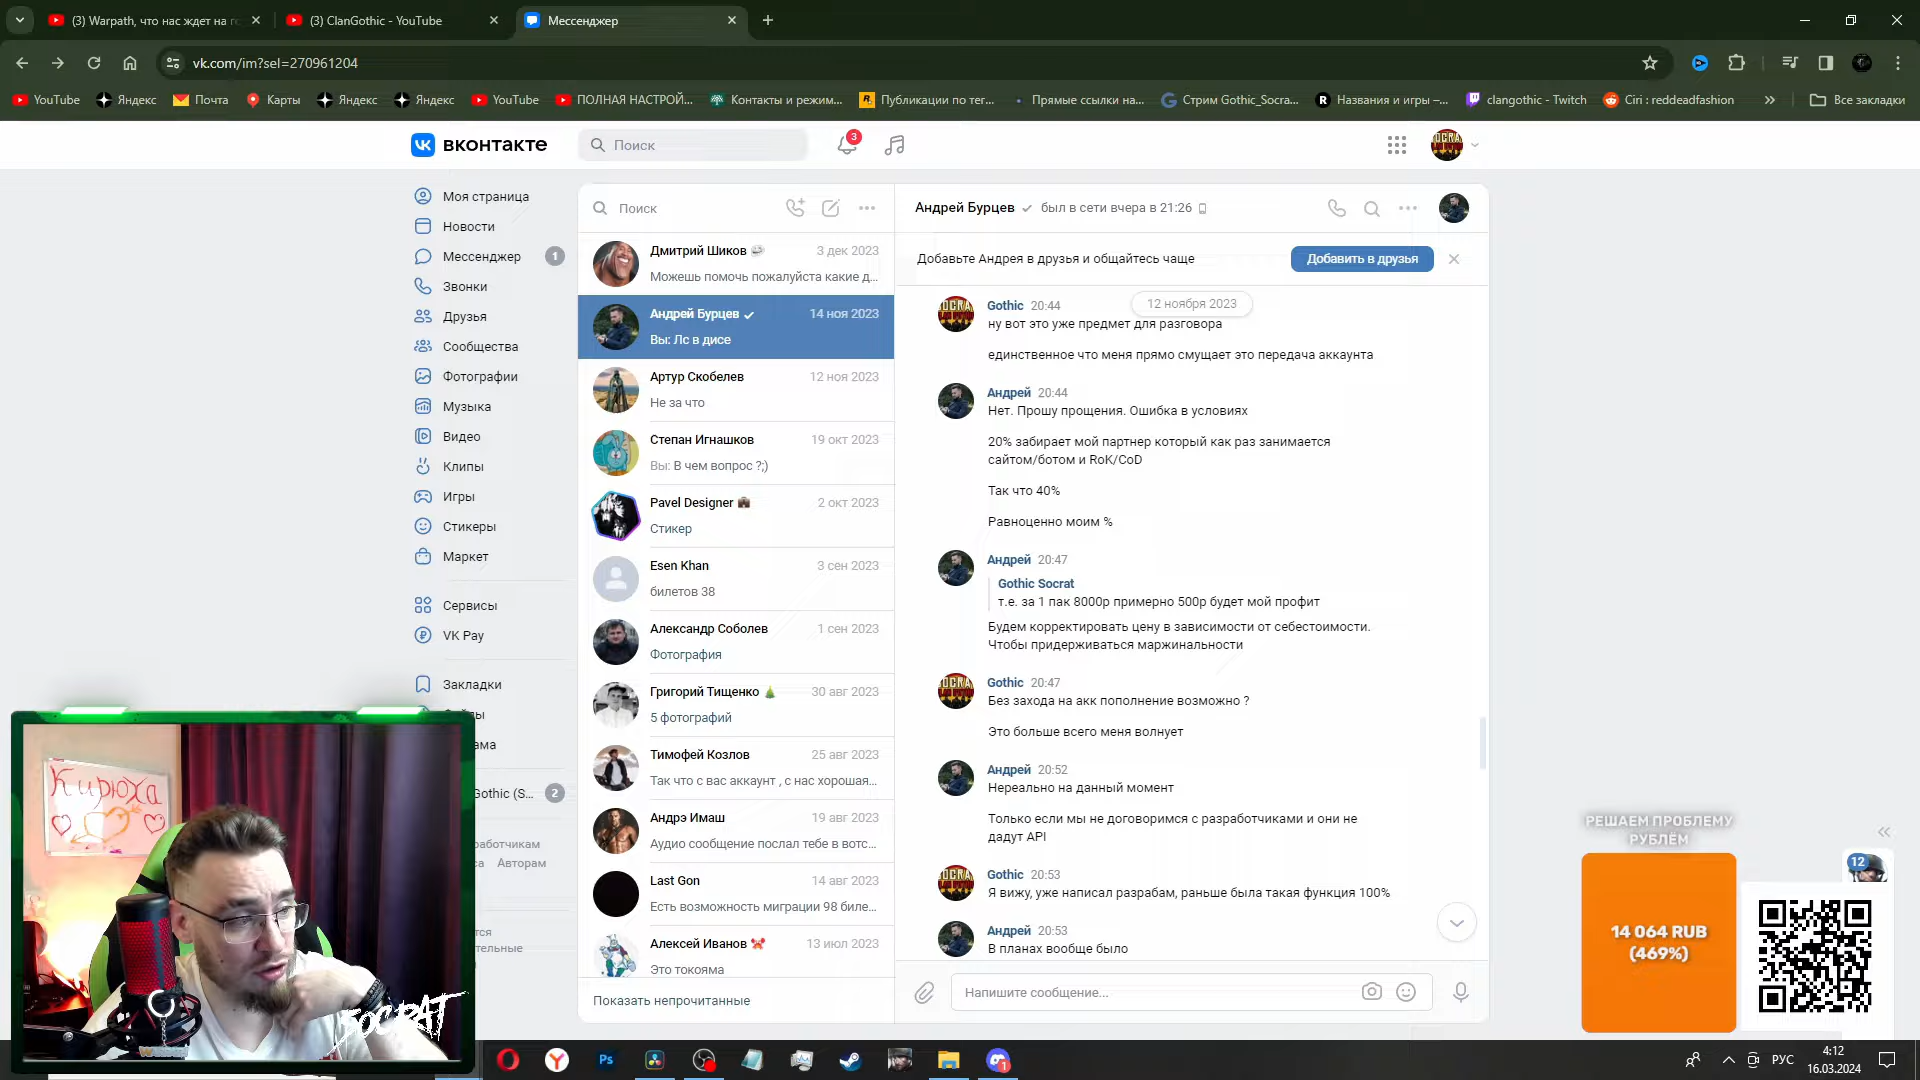 (3) Warpath, что нас ждет на г
(3) ClanGothic - YouTube
Мессенджер
vk.com/im?sel=270961204
YouTube
Яндекс
Почта
Карты
Яндекс
Яндекс
YouTube
ПОЛНАЯ НАСТРОЙ...
Контакты и режим...
Публикации по тег...
Прямые ссылки на...
Стрим Gothic_Socra...
Названия и игры –...
clangothic - Twitch
Ciri : reddeadfashion
Все закладки
вконтакте
Поиск
3
Моя страница
Новости
Мессенджер
1
Звонки
Друзья
Сообщества
Фотографии
Музыка
Видео
Клипы
Игры
Стикеры
Маркет
Сервисы
VK Pay
Закладки
Gothic (S...
2
Авторам
Поиск
Дмитрий Шиков
3 дек 2023
Можешь помочь пожалуйста какие д...
Андрей Бурцев
14 ноя 2023
Вы: Лс в дисе
Артур Скобелев
12 ноя 2023
Не за что
Степан Игнашков
19 окт 2023
Вы: В чем вопрос ?;)
Pavel Designer
2 окт 2023
Стикер
Esen Khan
3 сен 2023
билетов 38
Александр Соболев
1 сен 2023
Фотография
Григорий Тищенко
30 авг 2023
5 фотографий
Тимофей Козлов
25 авг 2023
Так что с вас аккаунт , с нас хорошая...
Андрэ Имаш
19 авг 2023
Аудио сообщение послал тебе в вотс...
Last Gon
14 авг 2023
Есть возможность миграции 98 биле...
Алексей Иванов
13 июл 2023
Это токояма
Показать непрочитанные
Андрей Бурцев
был в сети вчера в 21:26
Добавьте Андрея в друзья и общайтесь чаще
Добавить в друзья
12 ноября 2023
Gothic 20:44
ну вот это уже предмет для разговора
единственное что меня прямо смущает это передача аккаунта
Андрей 20:44
Нет. Прошу прощения. Ошибка в условиях
20% забирает мой партнер который как раз занимается
сайтом/ботом и RoK/CoD
Так что 40%
Равноценно моим %
Андрей 20:47
Gothic Socrat
т.е. за 1 пак 8000р примерно 500р будет мой профит
Будем корректировать цену в зависимости от себестоимости.
Чтобы придерживаться маржинальности
Gothic 20:47
Без захода на акк пополнение возможно ?
Это больше всего меня волнует
Андрей 20:52
Нереально на данный момент
Только если мы не договоримся с разработчиками и они не
дадут API
Gothic 20:53
Я вижу, уже написал разрабам, раньше была такая функция 100%
Андрей 20:53
В планах вообще было
Напишите сообщение...
РЕШАЕМ ПРОБЛЕМУ
РУБЛЁМ
14 064 RUB
(469%)
12
Кирюха
SOCRAT
РУС
4:12
16.03.2024